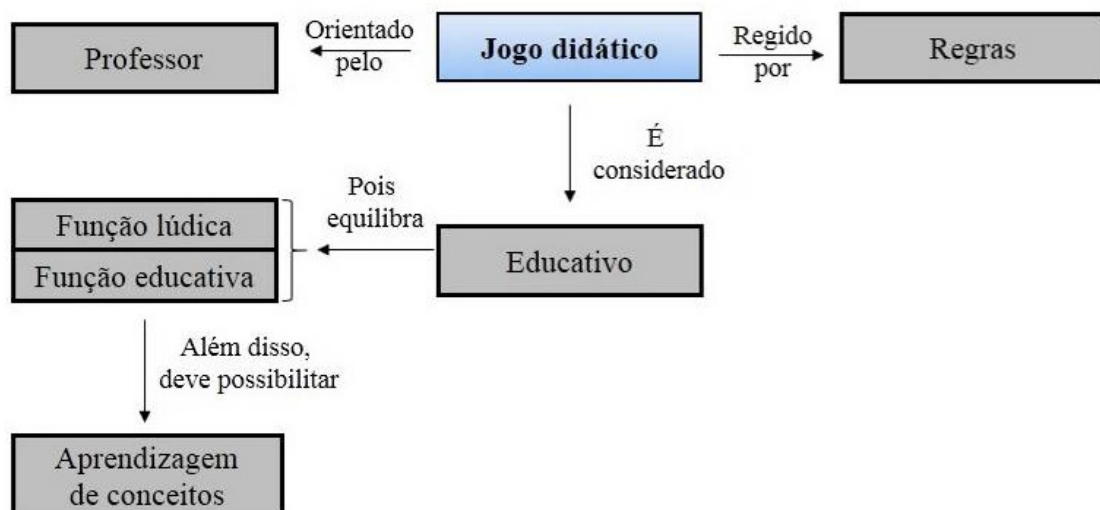 Professor
Orientado
pelo
Jogo didático
Regido
por
Regras
É
considerado
Pois
equilibra
Função lúdica
Função educativa
Educativo
Além disso,
deve possibilitar
Aprendizagem
de conceitos